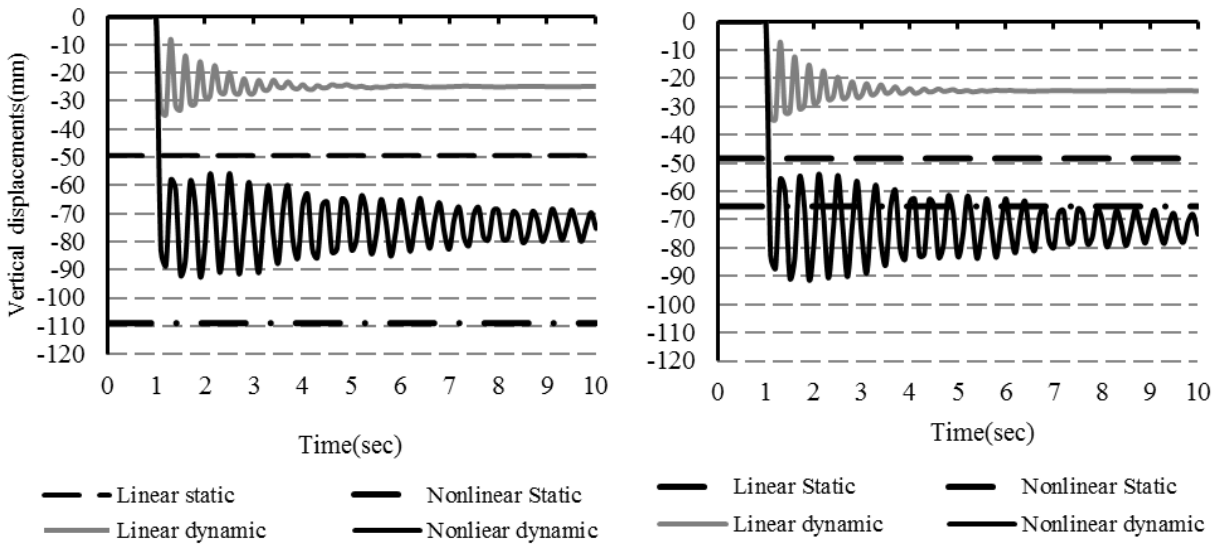 Vertical displacements(mm)
0
-10
-20
-30
-40
-50
-60
-70
-80
-90
-100
-110
-120
0 1 2 3 4 5 6 7 8 9 10
Time(sec)
Linear static
Nonlinear Static
Linear dynamic
Nonliear dynamic
0
-10
-20
-30
-40
-50
-60
-70
-80
-90
-100
-110
-120
0 1 2 3 4 5 6 7 8 9 10
Time(sec)
Linear Static
Nonlinear Static
Linear dynamic
Nonlinear dynamic